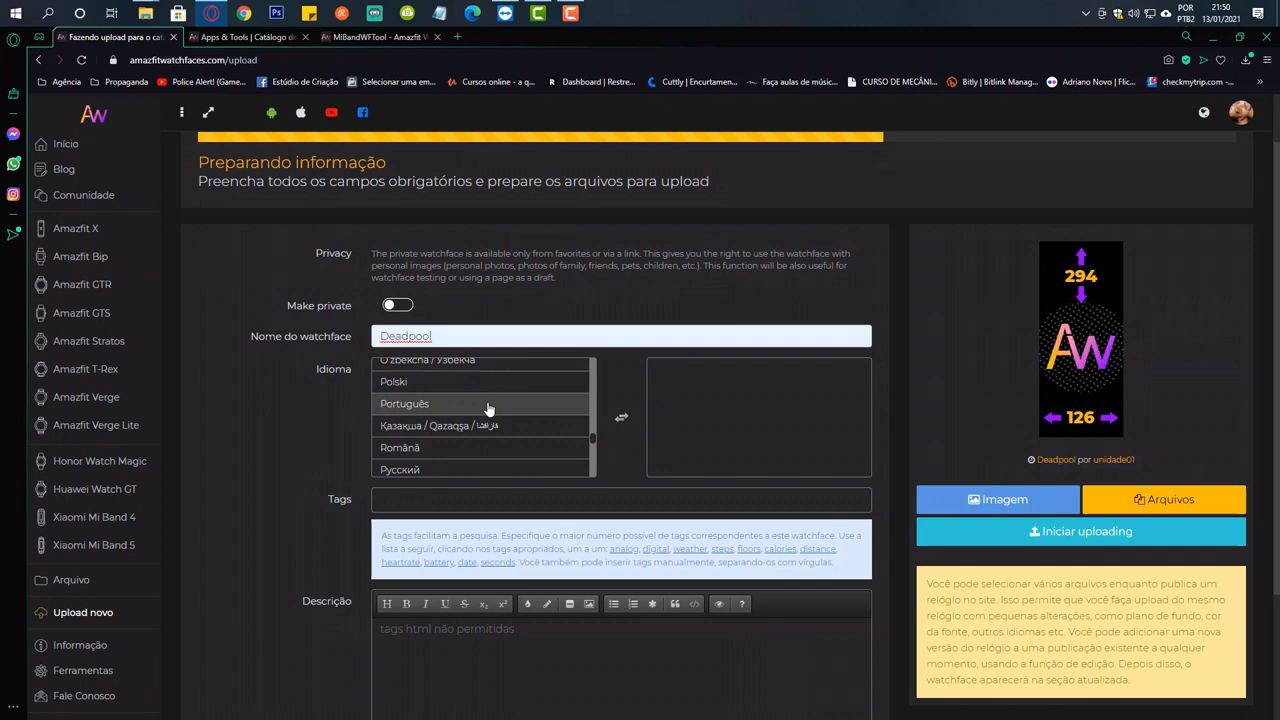 POR
PTB2
21:50
13/01/2021
Fazendo upload para o cat
Apps & Tools | Catálogo de
MiBandWFTool - Amazfit V
amazfitwatchfaces.com/upload
Agência
Propaganda
Police Alert! (Game...
Estúdio de Criação
Selecionar uma em...
Cursos online - a q...
Dashboard | Restre...
Cuttly | Encurtamen...
Faça aulas de músic...
CURSO DE MECÂNI...
Bitly | Bitlink Manag...
Adriano Novo | Flic...
checkmytrip.com -...
AW
Início
Blog
Comunidade
Amazfit X
Amazfit Bip
Amazfit GTR
Amazfit GTS
Amazfit Stratos
Amazfit T-Rex
Amazfit Verge
Amazfit Verge Lite
Honor Watch Magic
Huawei Watch GT
Xiaomi Mi Band 4
Xiaomi Mi Band 5
Arquivo
Upload novo
Informação
Ferramentas
Fale Conosco
Preparando informação
Preencha todos os campos obrigatórios e prepare os arquivos para upload
Privacy
The private watchface is available only from favorites or via a link. This gives you the right to use the watchface with
personal images (personal photos, photos of family, friends, pets, children, etc.). This function will be also useful for
watchface testing or using a page as a draft.
Make private
Nome do watchface
Deadpool
Idioma
Polski
Português
Қазақша / Qazaqşa / قازاقشا
Română
Русский
Tags
As tags facilitam a pesquisa. Especifique o maior número possível de tags correspondentes a este watchface. Use a
lista a seguir, clicando nos tags apropriados, um a um: analog, digital, weather, steps, floors, calories, distance,
heartrate, battery, date, seconds. Você também pode inserir tags manualmente, separando-os com vírgulas.
Descrição
H B I U S x₂ x²
tags html não permitidas
294
AW
126
Deadpool por unidade01
Imagem
Arquivos
Iniciar uploading
Você pode selecionar vários arquivos enquanto publica um
relógio no site. Isso permite que você faça upload do mesmo
relógio com pequenas alterações, como plano de fundo, cor
da fonte, outros idiomas etc. Você pode adicionar uma nova
versão do relógio a uma publicação existente a qualquer
momento, usando a função de edição. Depois disso, o
watchface aparecerá na seção atualizada.